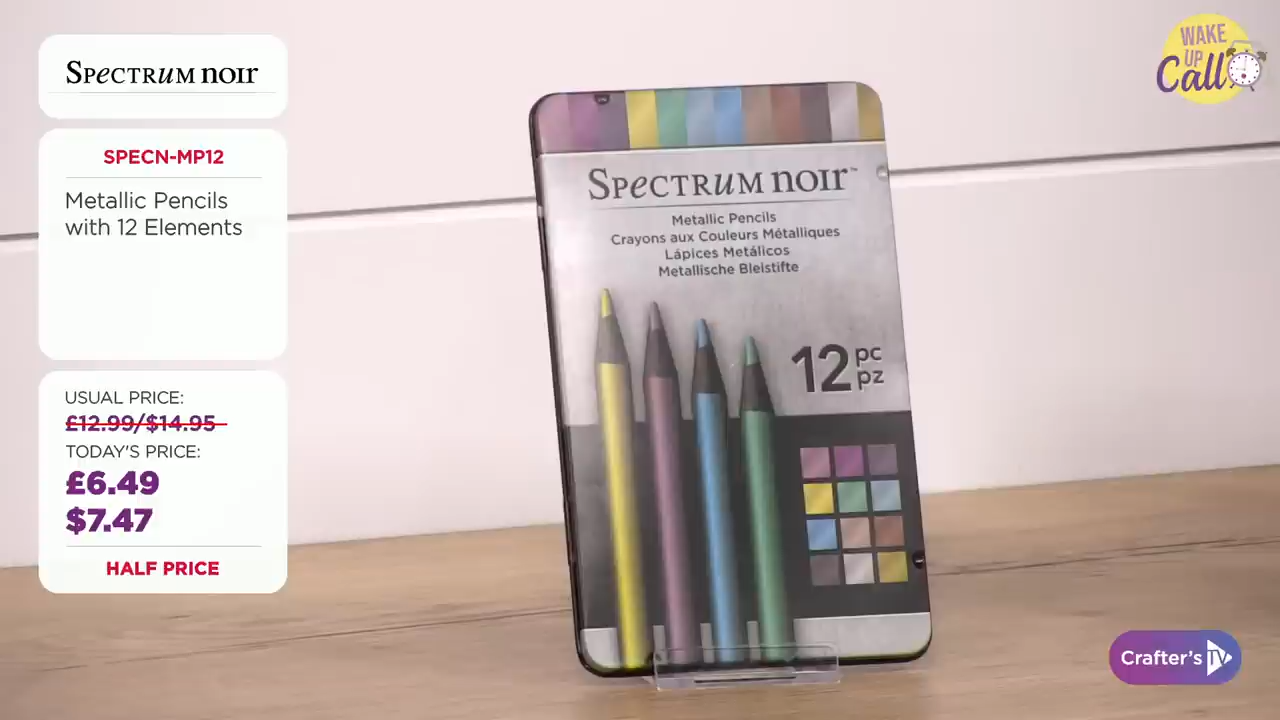 SPECTRUM NOIR
SPECN-MP12
Metallic Pencils
with 12 Elements
USUAL PRICE:
£12.99/$14.95
TODAY'S PRICE:
£6.49
$7.47
HALF PRICE
WAKE
UP
Call
SPECTRUM NOIR™
Metallic Pencils
Crayons aux Couleurs Métalliques
Lápices Metálicos
Metallische Bleistifte
12 pc
pz
Crafter's TV